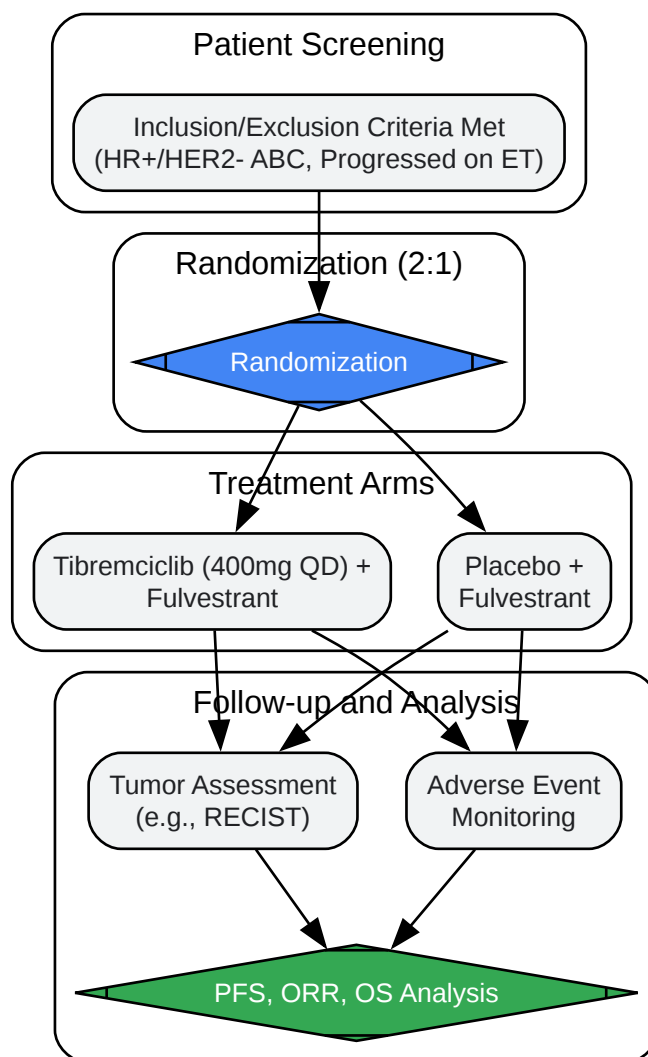 Patient Screening
Inclusion/Exclusion Criteria Met
(HR+/HER2- ABC, Progressed on ET)
Randomization (2:1)
Randomization
Treatment Arms
Tibremciclib (400mg QD) +
Fulvestrant
Placebo +
Fulvestrant
Follow-up and Analysis
Tumor Assessment
(e.g., RECIST)
Adverse Event
Monitoring
PFS, ORR, OS Analysis